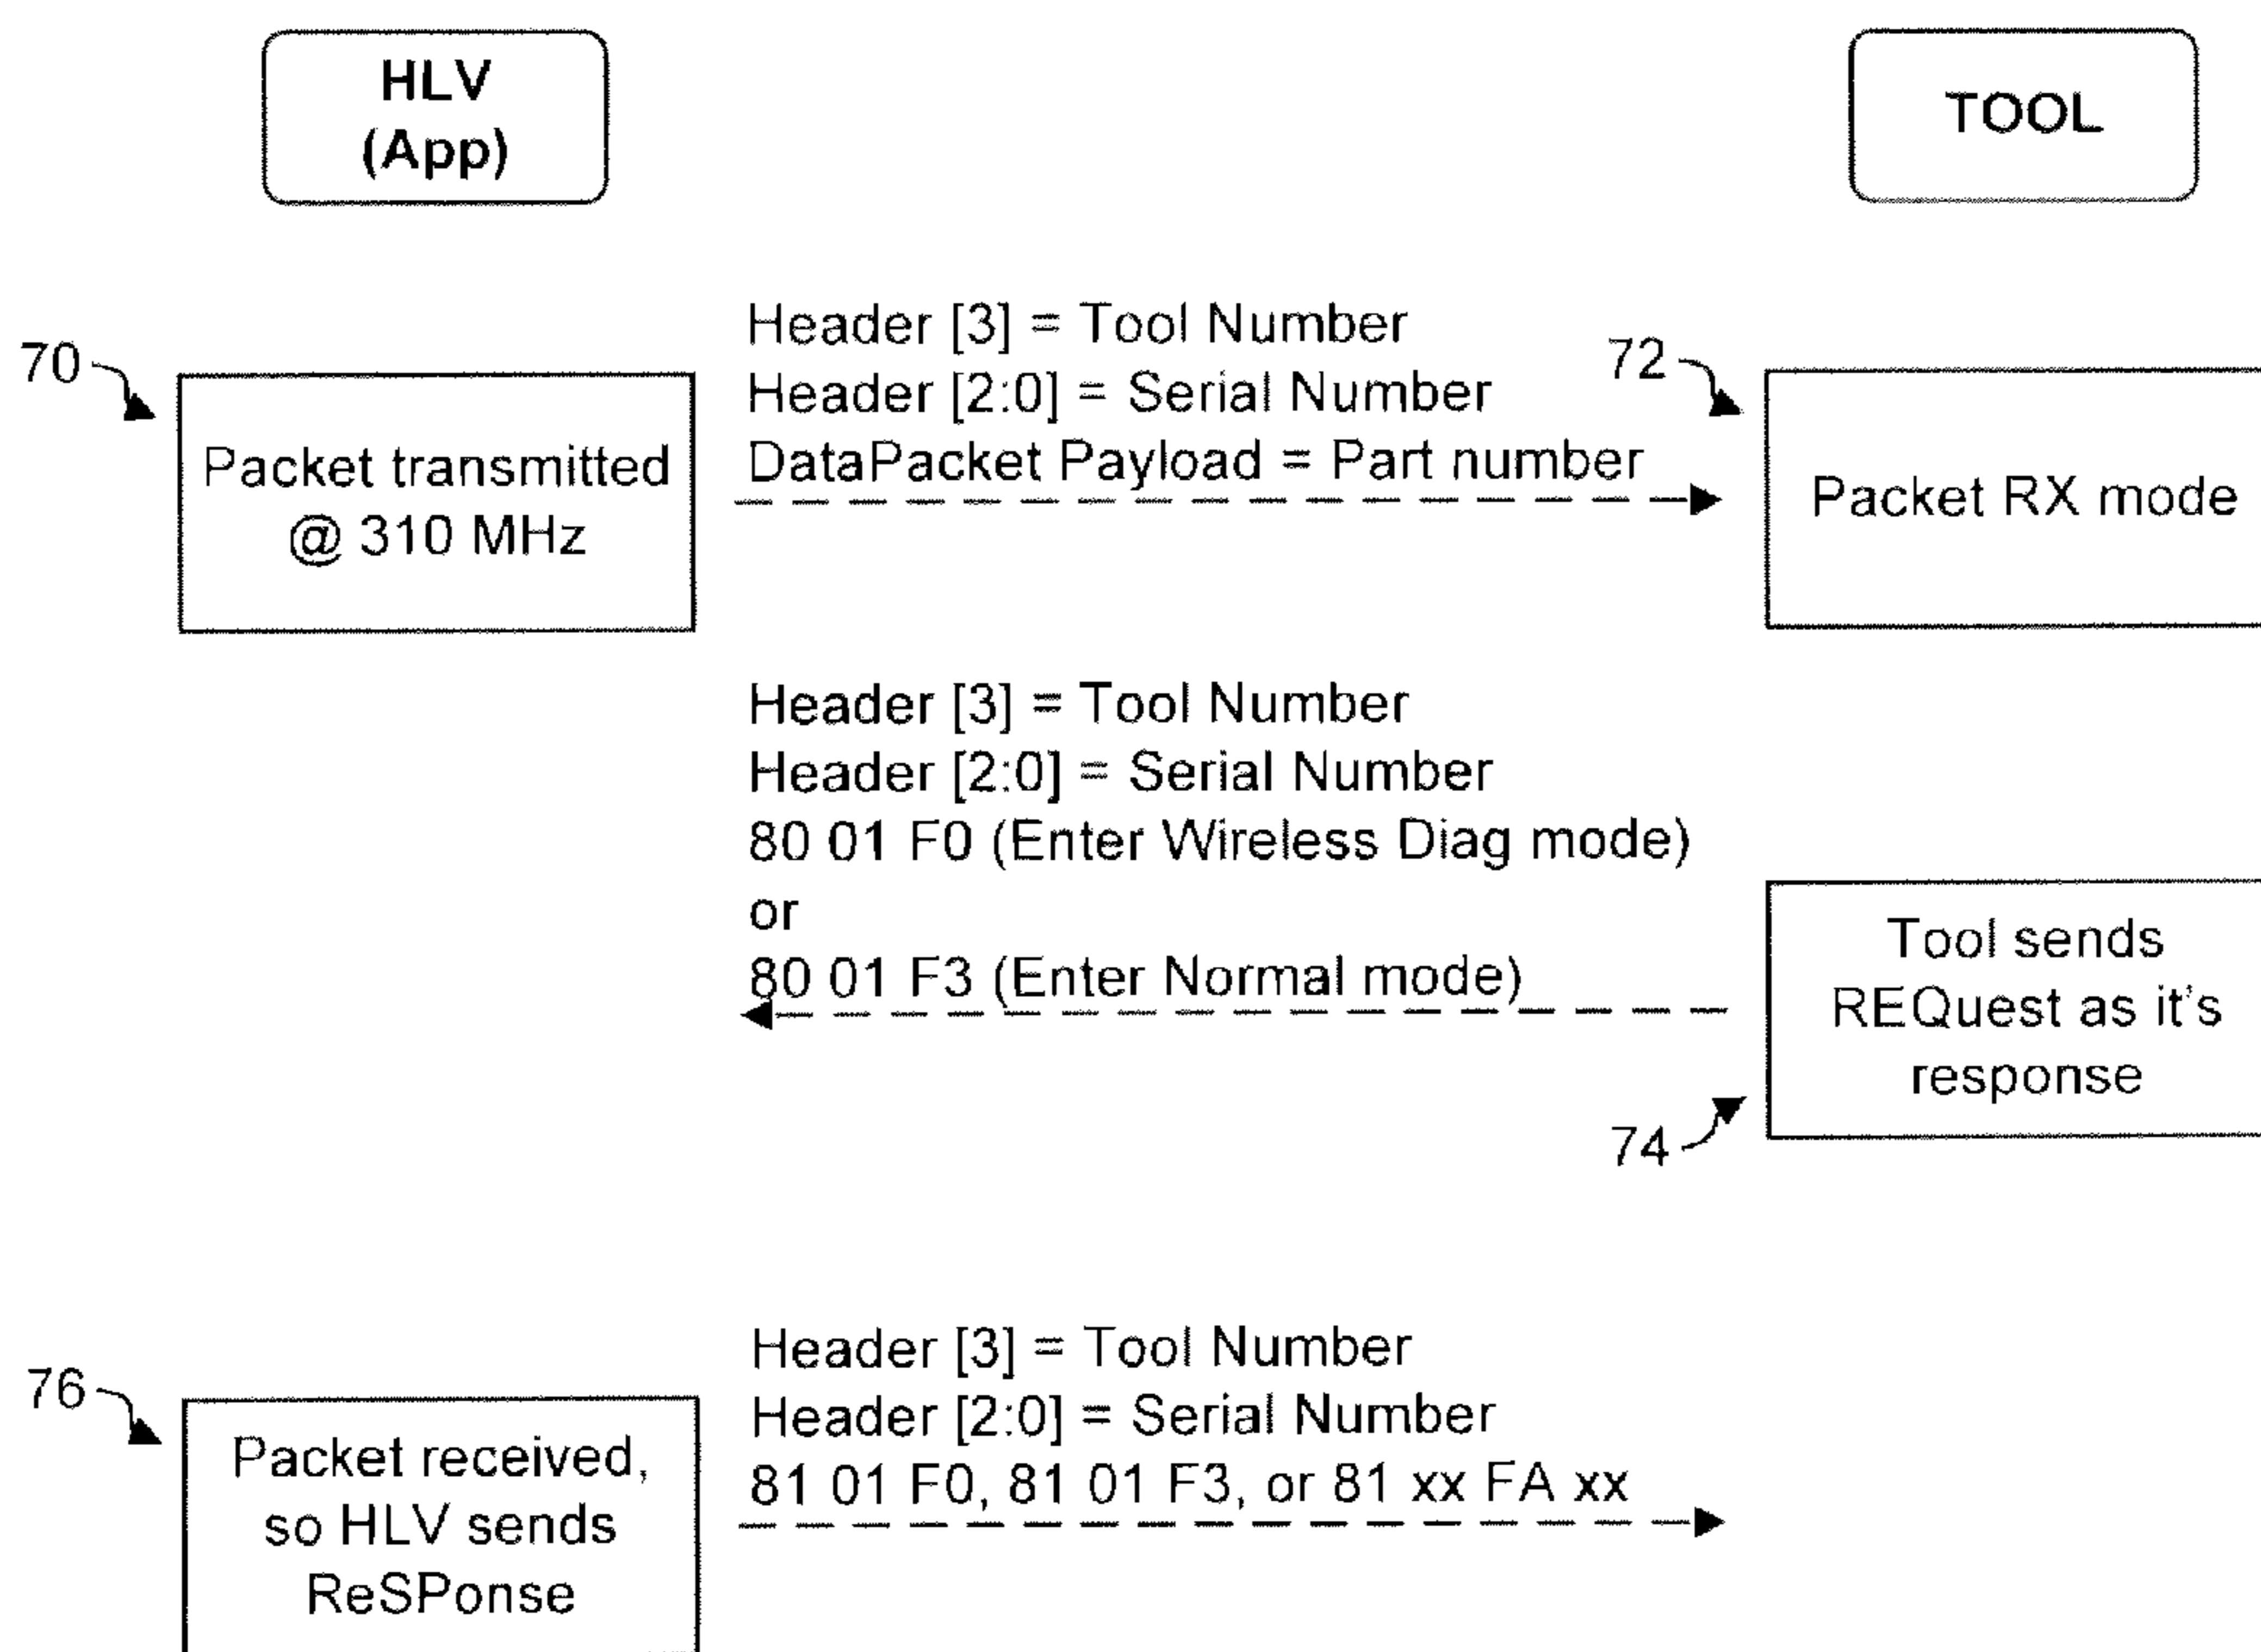 HLV
(App)
TOOL
Header [3] = Tool Number
Header [2:0] = Serial Number
DataPacket Payload = Part number
70
Packet transmitted
@ 310 MHz
72
Packet RX mode
Header [3] = Tool Number
Header [2:0] = Serial Number
80 01 F0 (Enter Wireless Diag mode)
or
80 01 F3 (Enter Normal mode)
Tool sends
REQuest as it's
response
74
Header [3] = Tool Number
Header [2:0] = Serial Number
81 01 F0, 81 01 F3, or 81 xx FA xx
76
Packet received,
so HLV sends
ReSPonse